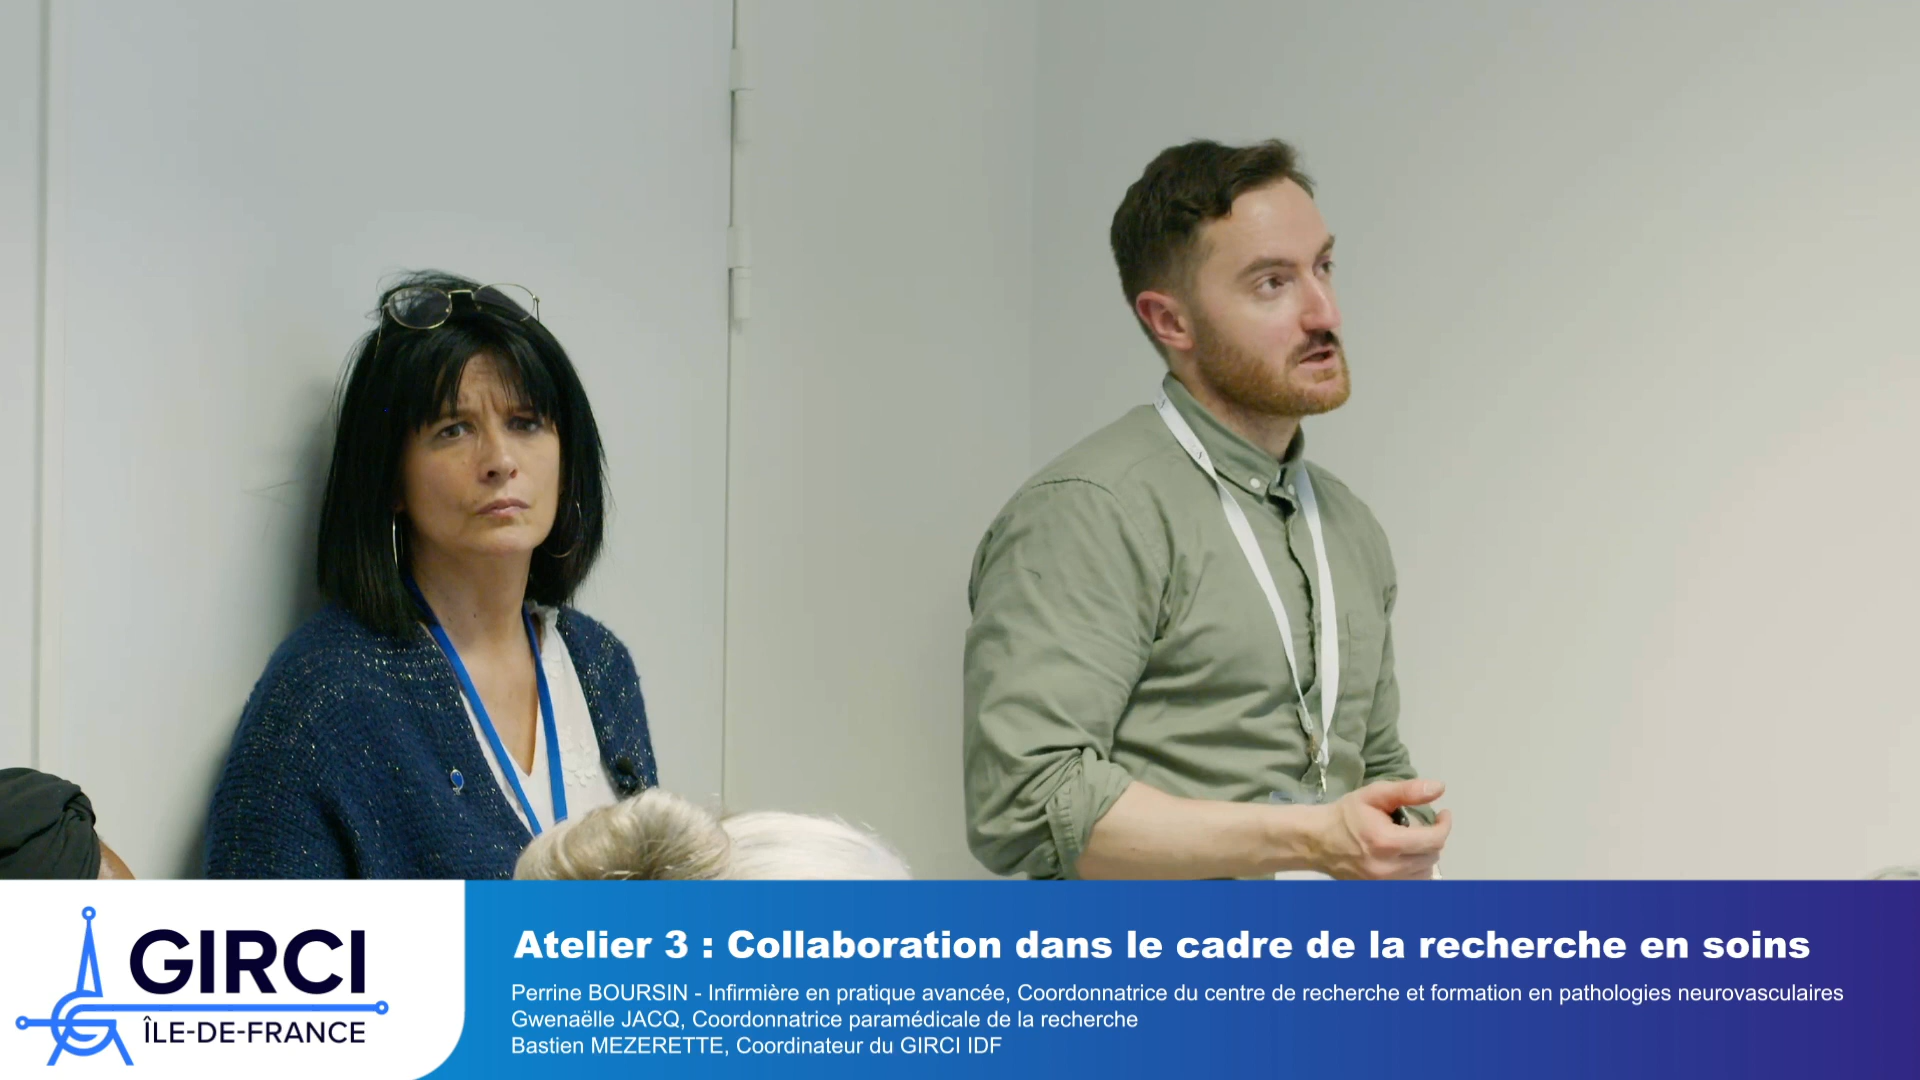 GIRCI
ÎLE-DE-FRANCE
Atelier 3 : Collaboration dans le cadre de la recherche en soins
Perrine BOURSIN - Infirmière en pratique avancée, Coordonnatrice du centre de recherche et formation en pathologies neurovasculaires
Gwenaëlle JACQ, Coordonnatrice paramédicale de la recherche
Bastien MEZERETTE, Coordinateur du GIRCI IDF